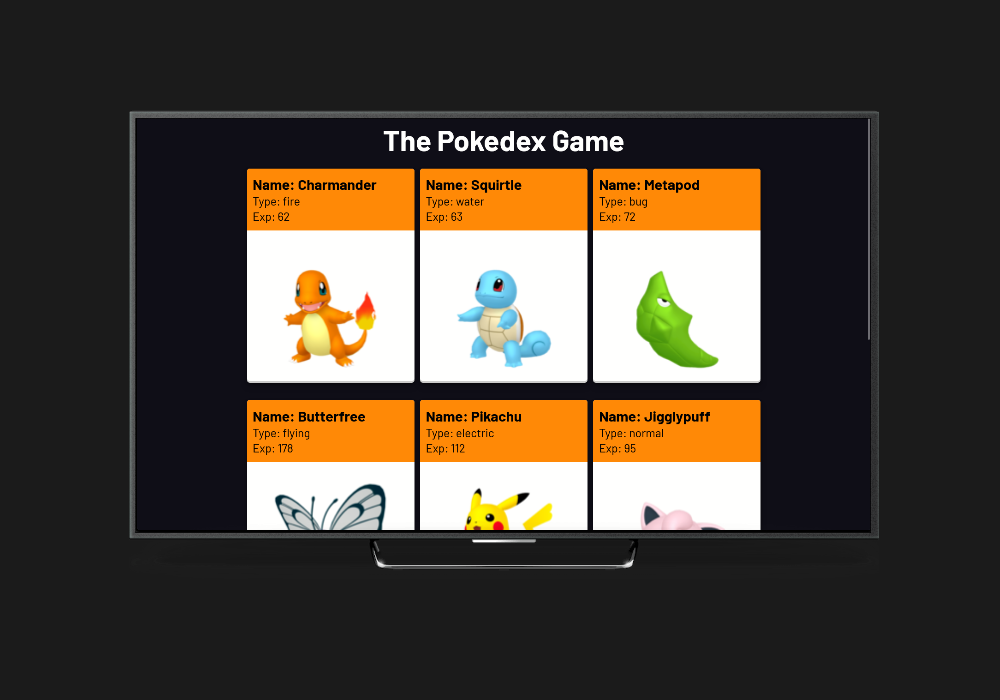 The Pokedex Game
Name: Charmander
Type: fire
Exp: 62
Name: Squirtle
Type: water
Exp: 63
Name: Metapod
Type: bug
Exp: 72
Name: Butterfree
Type: flying
Exp: 178
Name: Pikachu
Type: electric
Exp: 112
Name: Jigglypuff
Type: normal
Exp: 95